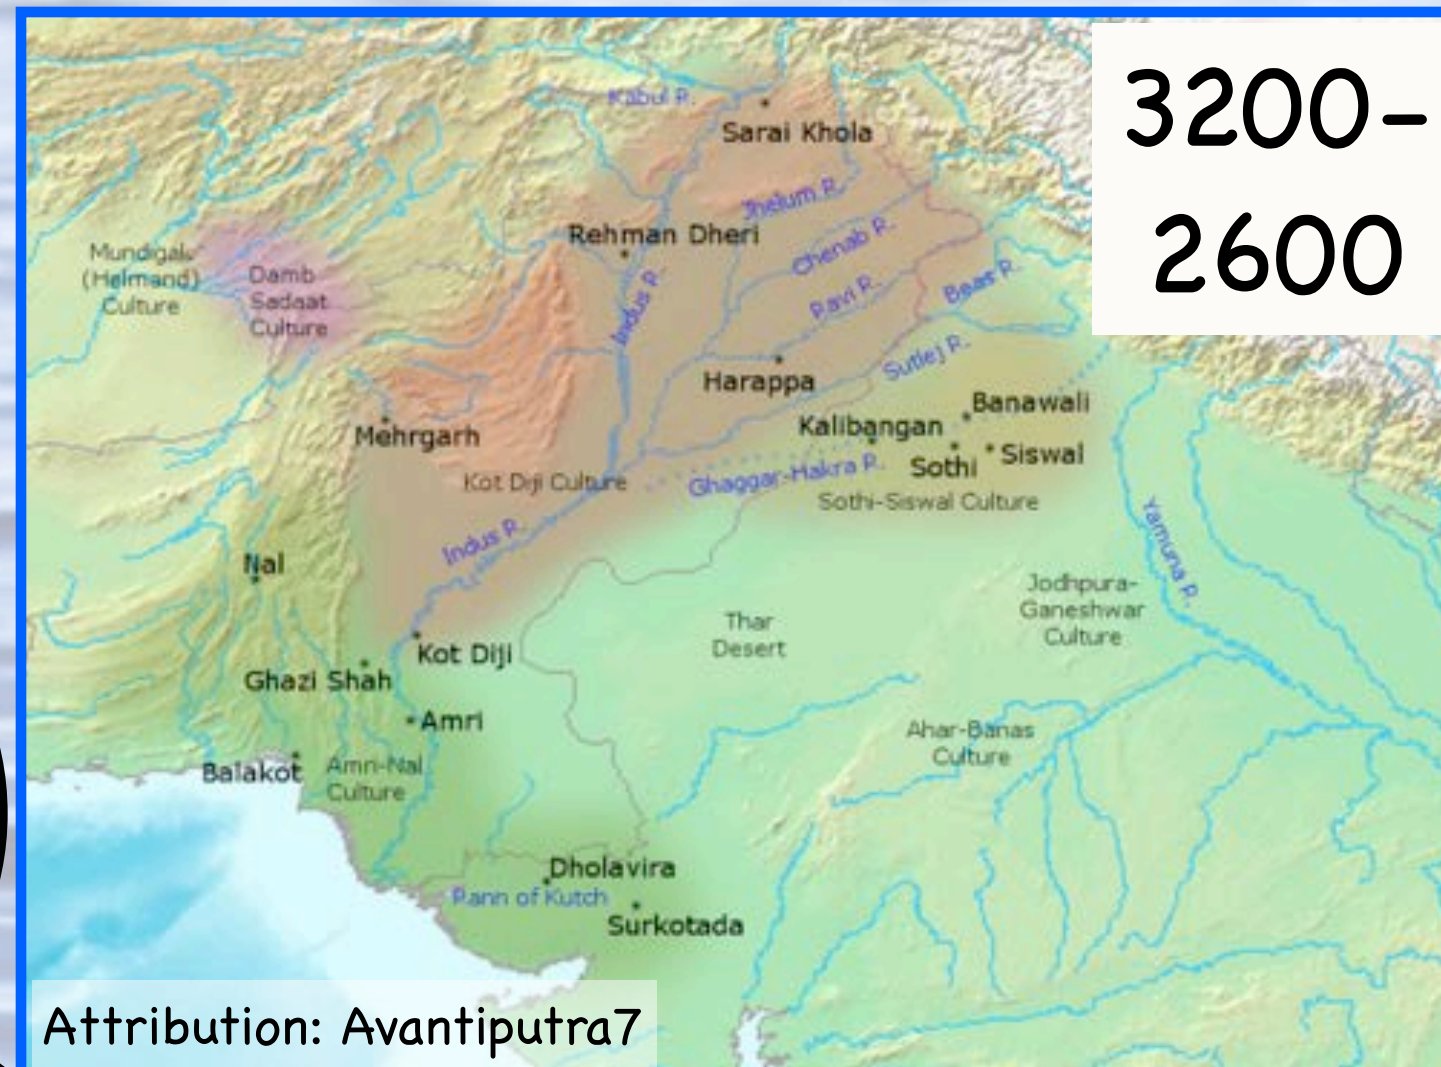 3200-
2600
Kabul R.
Sarai Khola
Jhelum R.
Rehman Dheri
Chenab R.
Mundigak
(Helmand)
Culture
Damb
Sadaat
Culture
Indus R.
Ravi R.
Beas R.
Sutlej R.
Harappa
Banawali
Kalibangan
Mehrgarh
Siswal
Sothi
Kot Diji Culture
Ghaggar-Hakra R.
Sothi-Siswal Culture
Indus R.
Yamuna R.
Nal
Jodhpura-
Ganeshwar
Culture
Thar
Desert
Kot Diji
Ghazi Shah
Amri
Ahar-Banas
Culture
Balakot
Amri-Nal
Culture
Dholavira
Rann of Kutch
Surkotada
Attribution: Avantiputra7